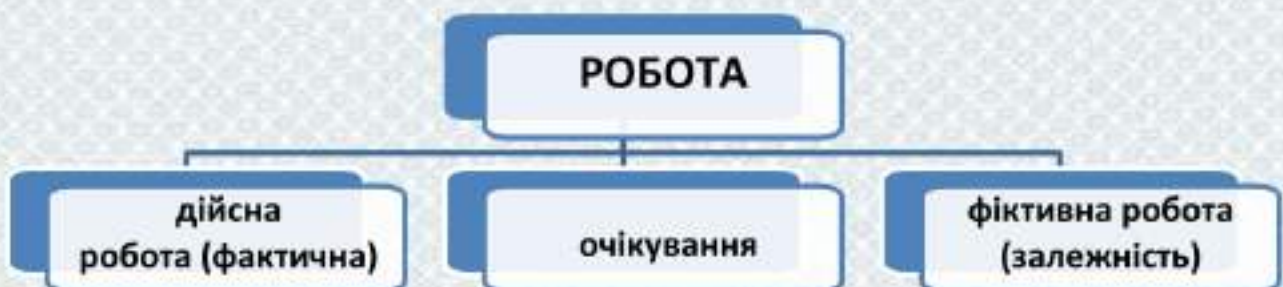 РОБОТА
дійсна
робота (фактична)
очікування
фіктивна робота
(залежність)